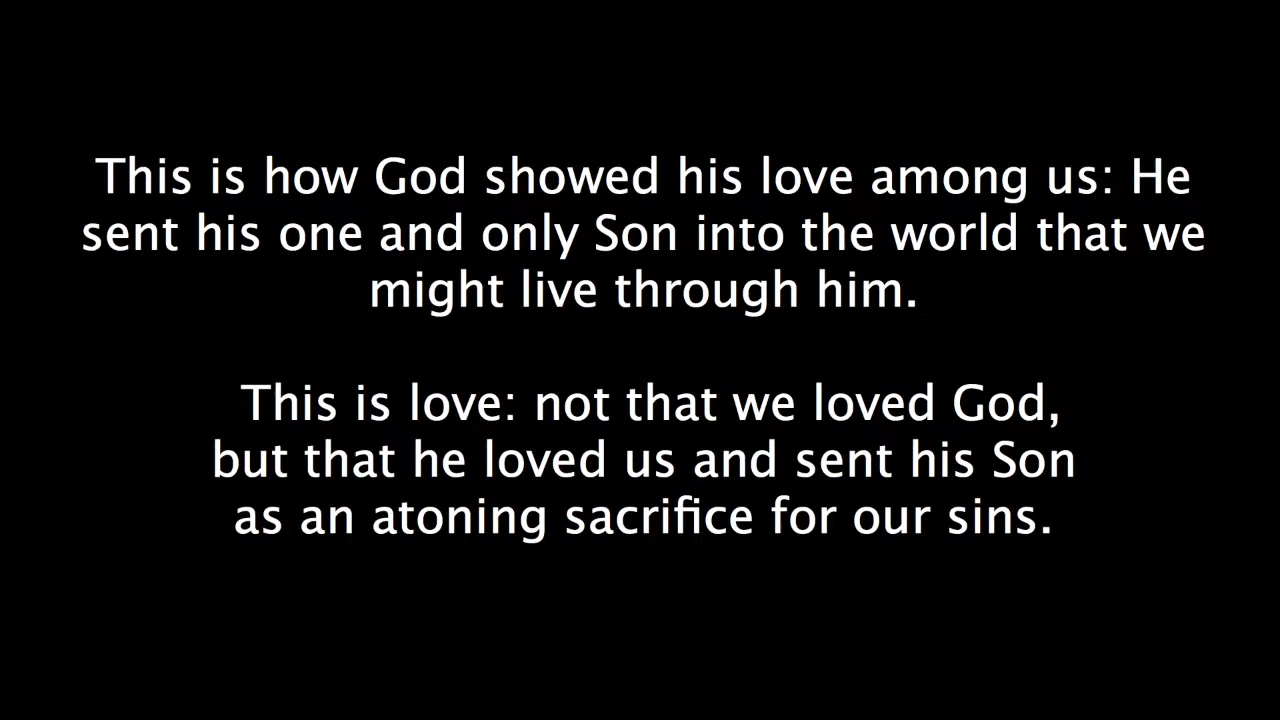 This is how God showed his love among us: He
sent his one and only Son into the world that we
might live through him.
This is love: not that we loved God,
but that he loved us and sent his Son
as an atoning sacrifice for our sins.